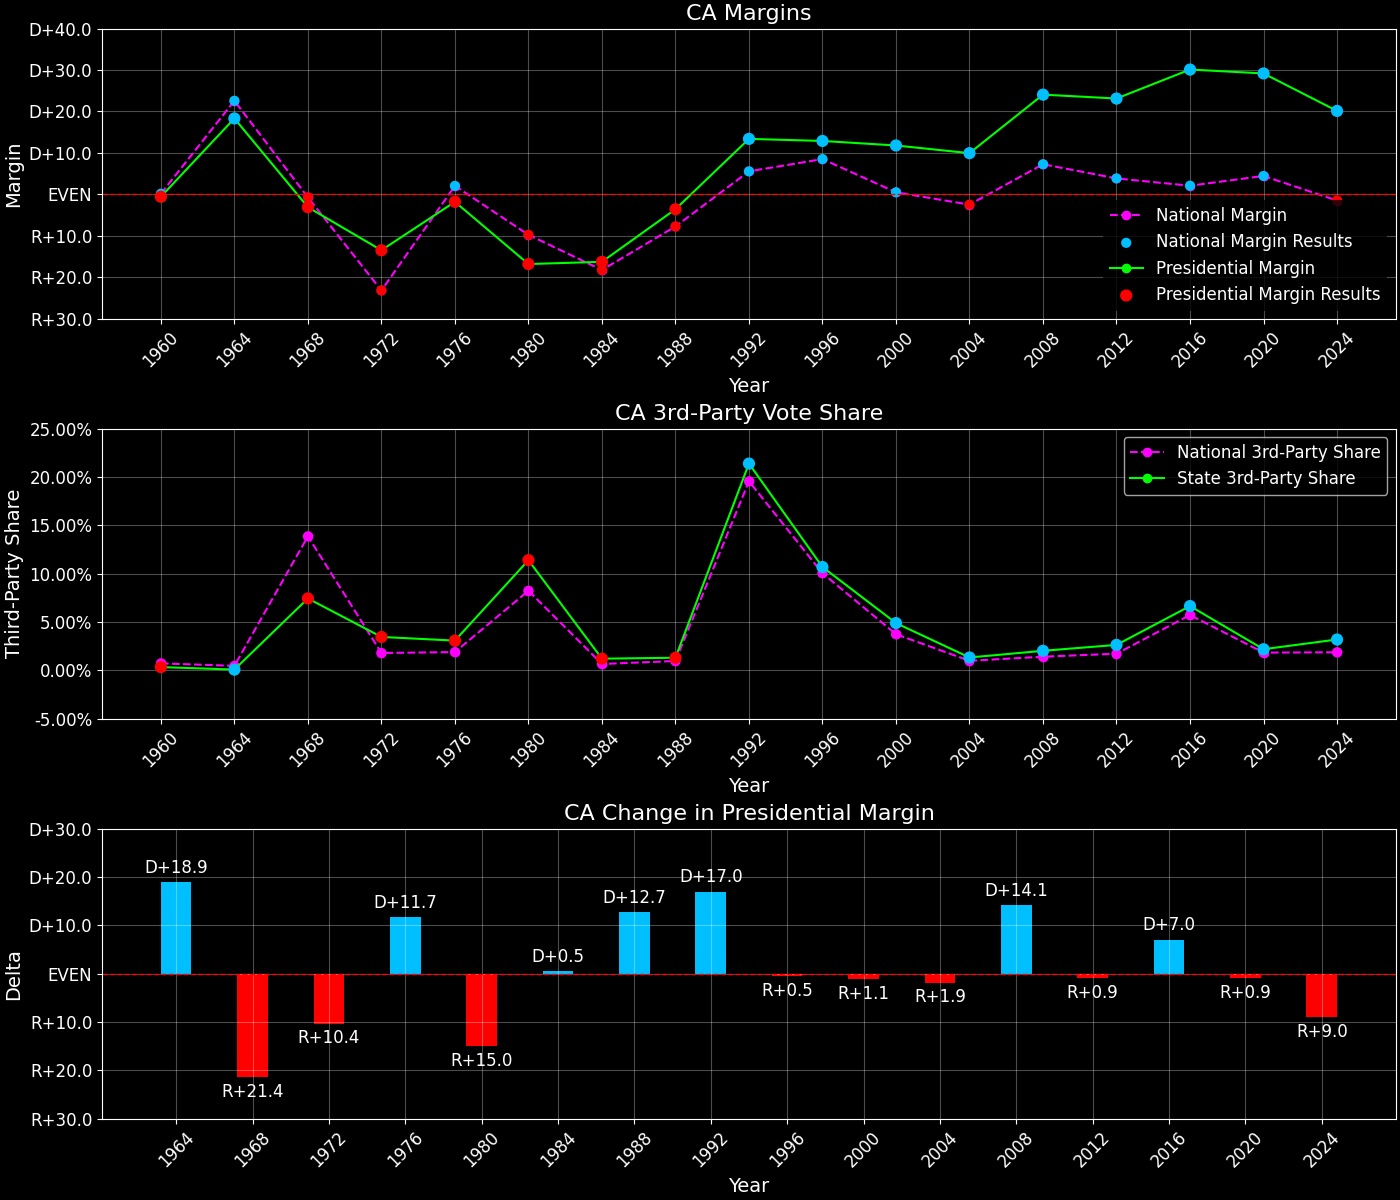 CA Margins
D+40.0
D+30.0
D+20.0
D+10.0
EVEN
R+10.0
R+20.0
R+30.0
Margin
National Margin
National Margin Results
Presidential Margin
Presidential Margin Results
1960 1964 1968 1972 1976 1980 1984 1988 1992 1996 2000 2004 2008 2012 2016 2020 2024
Year
CA 3rd-Party Vote Share
25.00%
20.00%
15.00%
10.00%
5.00%
0.00%
-5.00%
Third-Party Share
National 3rd-Party Share
State 3rd-Party Share
1960 1964 1968 1972 1976 1980 1984 1988 1992 1996 2000 2004 2008 2012 2016 2020 2024
Year
CA Change in Presidential Margin
D+30.0
D+20.0
D+10.0
EVEN
R+10.0
R+20.0
R+30.0
Delta
D+18.9
R+21.4
R+10.4
D+11.7
R+15.0
D+0.5
D+12.7
D+17.0
R+0.5
R+1.1
R+1.9
D+14.1
R+0.9
D+7.0
R+0.9
R+9.0
1964 1968 1972 1976 1980 1984 1988 1992 1996 2000 2004 2008 2012 2016 2020 2024
Year